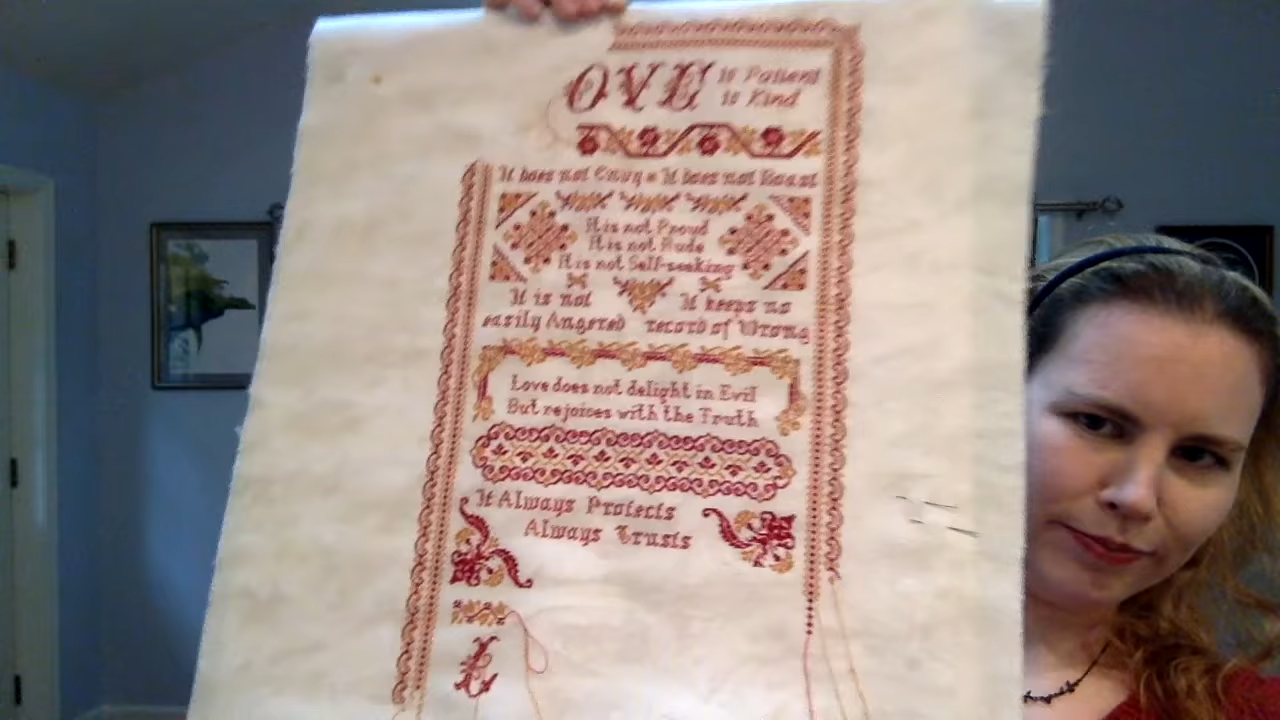 OVE is Patient
is Kind
It does not Envy It Does not Boast
It is not Proud
It is not Rude
It is not Self-seeking
It is not It keeps no
easily Angered record of Wrong
Love does not delight in Evil
But rejoices with the Truth
It Always Protects
Always Trusts